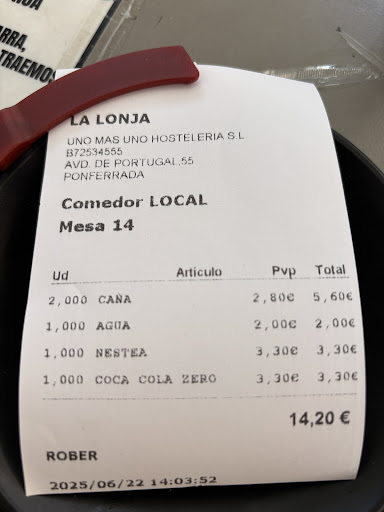 ARRA,
LA LONJA
UNO MAS UNO HOSTELERIA S.L
B72534555
AVD. DE PORTUGAL,55
PONFERRADA
Comedor LOCAL
Mesa 14
Ud Articulo Pvp Total
2,000 CAÑA 2,80€ 5,60€
1,000 AGUA 2,00€ 2,00€
1,000 NESTEA 3,30€ 3,30€
1,000 COCA COLA ZERO 3,30€ 3,30€
14,20 €
ROBER
2025/06/22 14:03:52